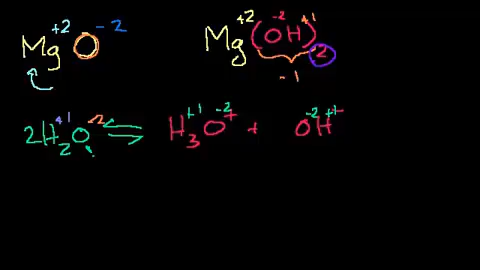 +2 -2 +2 -2 +1
MgO Mg(OH)2
-1
+1 -2 +1 -2 -2 +1
2H₂O ⇌ H₃O⁺ + OH